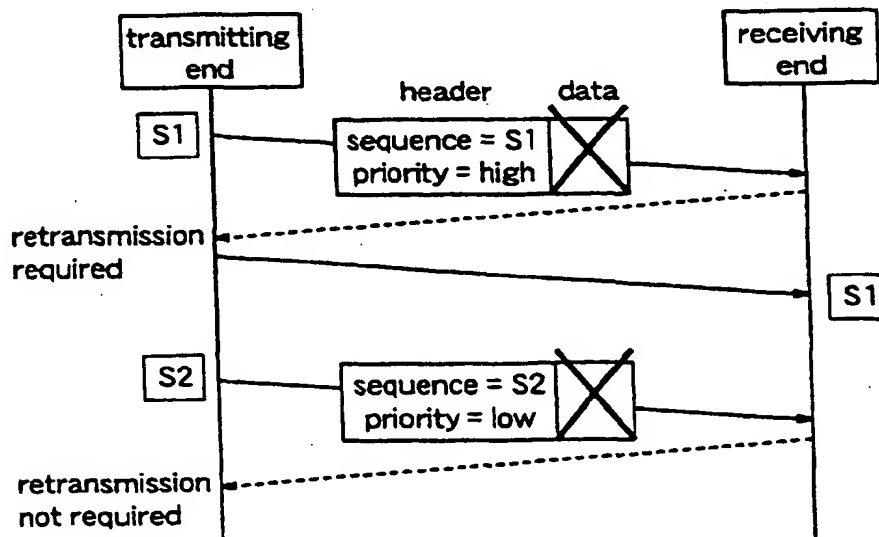 transmitting
end
receiving
end
header
data
S1
sequence = S1
priority = high
retransmission
required
S1
S2
sequence = S2
priority = low
retransmission
not required